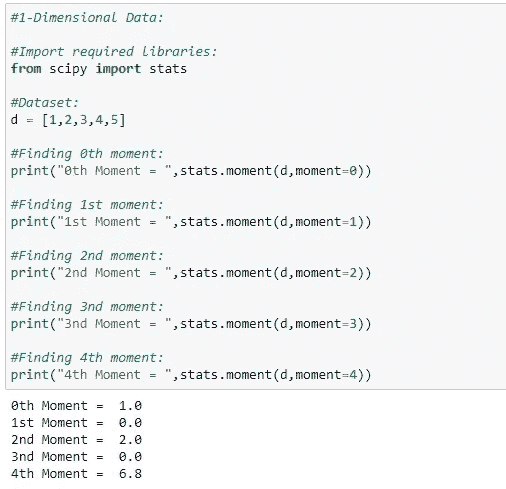 #1-Dimensional Data:
#Import required libraries:
from scipy import stats
#Dataset:
d = [1,2,3,4,5]
#Finding 0th moment:
print("0th Moment = ",stats.moment(d,moment=0))
#Finding 1st moment:
print("1st Moment = ",stats.moment(d,moment=1))
#Finding 2nd moment:
print("2nd Moment = ",stats.moment(d,moment=2))
#Finding 3nd moment:
print("3nd Moment = ",stats.moment(d,moment=3))
#Finding 4th moment:
print("4th Moment = ",stats.moment(d,moment=4))
0th Moment =  1.0
1st Moment =  0.0
2nd Moment =  2.0
3nd Moment =  0.0
4th Moment =  6.8